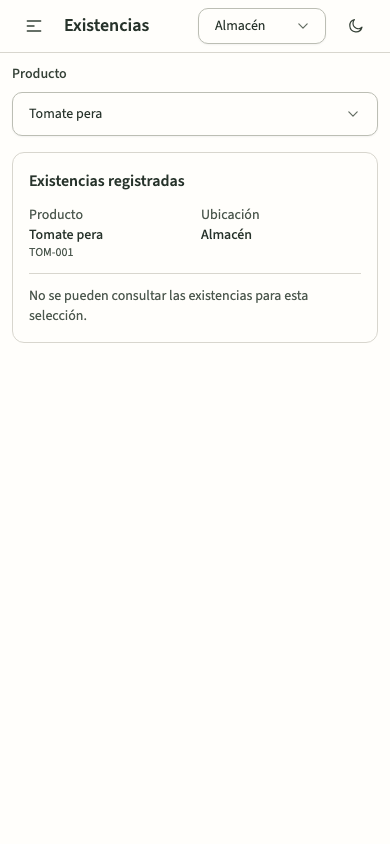 Existencias
Almacén
Producto
Tomate pera
Existencias registradas
Producto
Ubicación
Tomate pera
Almacén
TOM-001
No se pueden consultar las existencias para esta
selección.